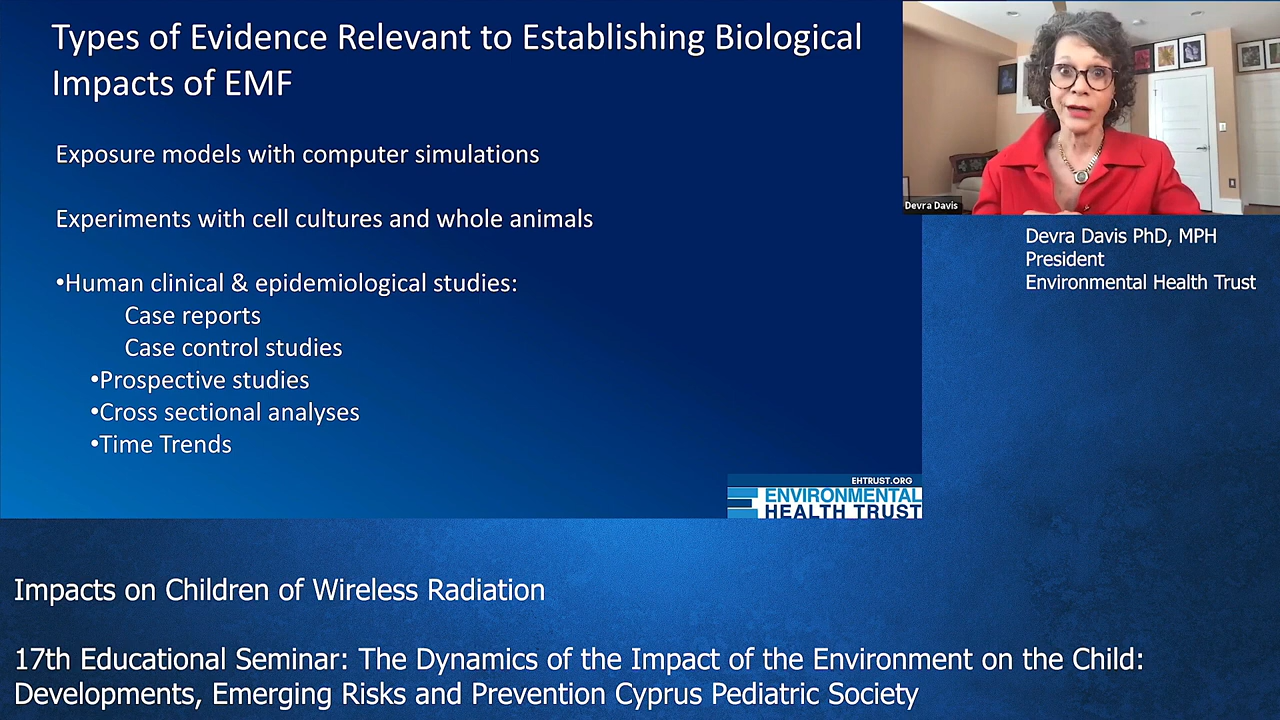 Types of Evidence Relevant to Establishing Biological
Impacts of EMF
Exposure models with computer simulations
Experiments with cell cultures and whole animals
•Human clinical & epidemiological studies:
Case reports
Case control studies
•Prospective studies
•Cross sectional analyses
•Time Trends
EHTRUST.ORG
ENVIRONMENTAL
HEALTH TRUST
Devra Davis
Devra Davis PhD, MPH
President
Environmental Health Trust
Impacts on Children of Wireless Radiation
17th Educational Seminar: The Dynamics of the Impact of the Environment on the Child:
Developments, Emerging Risks and Prevention Cyprus Pediatric Society